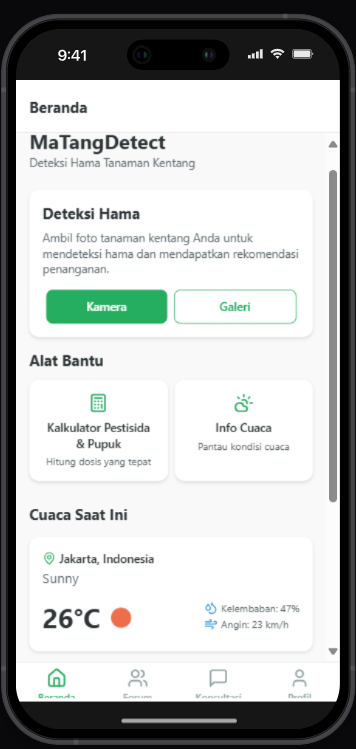 9:41
Beranda
MaTangDetect
Deteksi Hama Tanaman Kentang
Deteksi Hama
Ambil foto tanaman kentang Anda untuk
mendeteksi hama dan mendapatkan rekomendasi
penanganan.
Kamera Galeri
Alat Bantu
Kalkulator Pestisida
& Pupuk
Hitung dosis yang tepat
Info Cuaca
Pantau kondisi cuaca
Cuaca Saat Ini
Jakarta, Indonesia
Sunny
26°C
Kelembaban: 47%
Angin: 23 km/h
Beranda Forum Konsultasi Profil